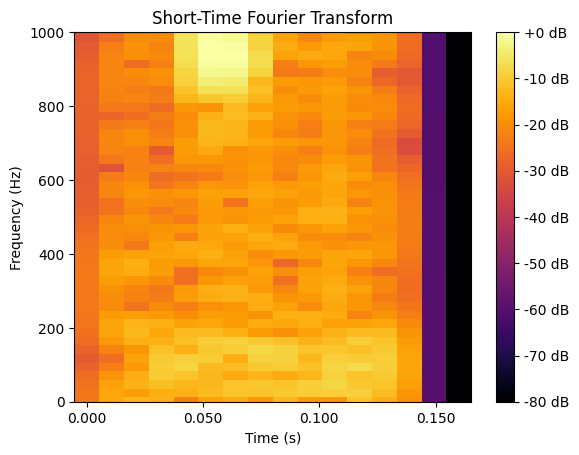 Short-Time Fourier Transform
Frequency (Hz)
1000
800
600
400
200
0
0.000
0.050
0.100
0.150
Time (s)
+0 dB
-10 dB
-20 dB
-30 dB
-40 dB
-50 dB
-60 dB
-70 dB
-80 dB